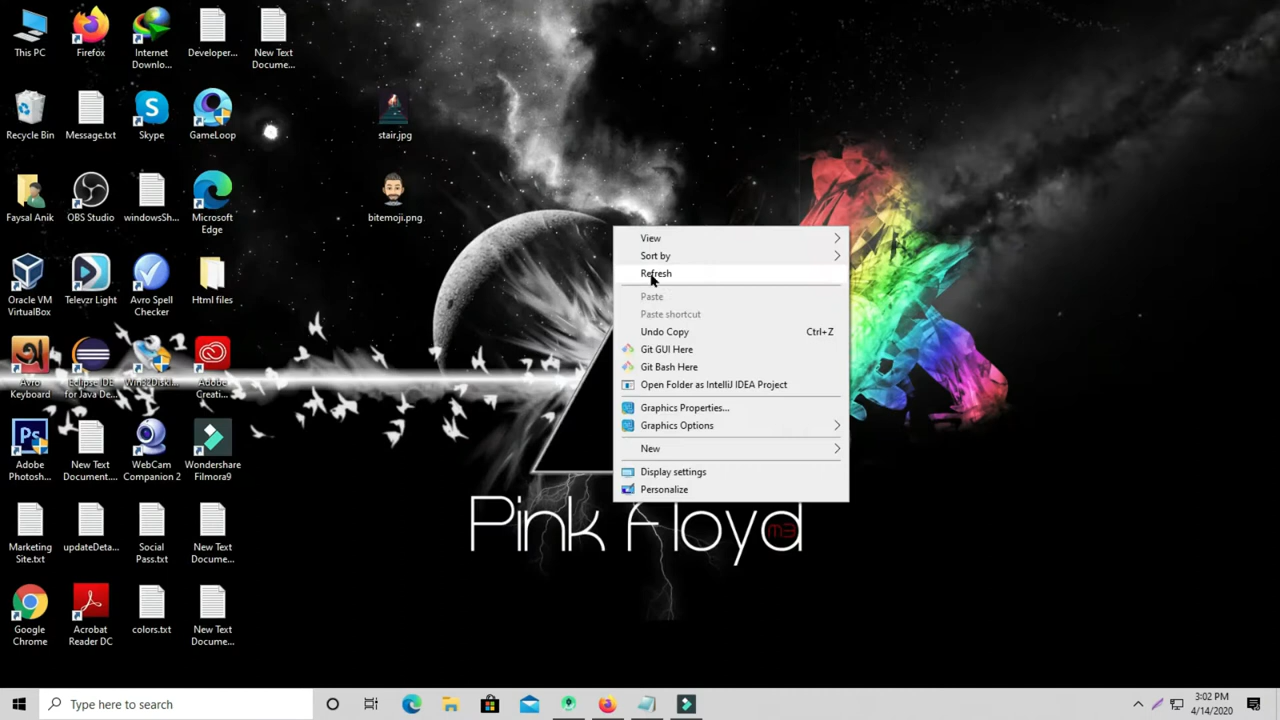 This PC
Firefox
Internet
Downlo...
Developer...
New Text
Docume...
Recycle Bin
Message.txt
Skype
GameLoop
stair.jpg
Faysal Anik
OBS Studio
windowsSh...
Microsoft
Edge
bitemoji.png
Oracle VM
VirtualBox
Televzr Light
Avro Spell
Checker
Html files
Avro
Keyboard
Eclipse IDE
for Java De...
Win32Diski...
Adobe
Creati...
Adobe
Photosh...
New Text
Document....
WebCam
Companion 2
Wondershare
Filmora9
Marketing
Site.txt
updateDeta...
Social
Pass.txt
New Text
Docume...
Google
Chrome
Acrobat
Reader DC
colors.txt
New Text
Docume...
View
Sort by
Refresh
Paste
Paste shortcut
Undo Copy Ctrl+Z
Git GUI Here
Git Bash Here
Open Folder as IntelliJ IDEA Project
Graphics Properties...
Graphics Options
New
Display settings
Personalize
Pink Floyd
Type here to search
3:02 PM
4/14/2020